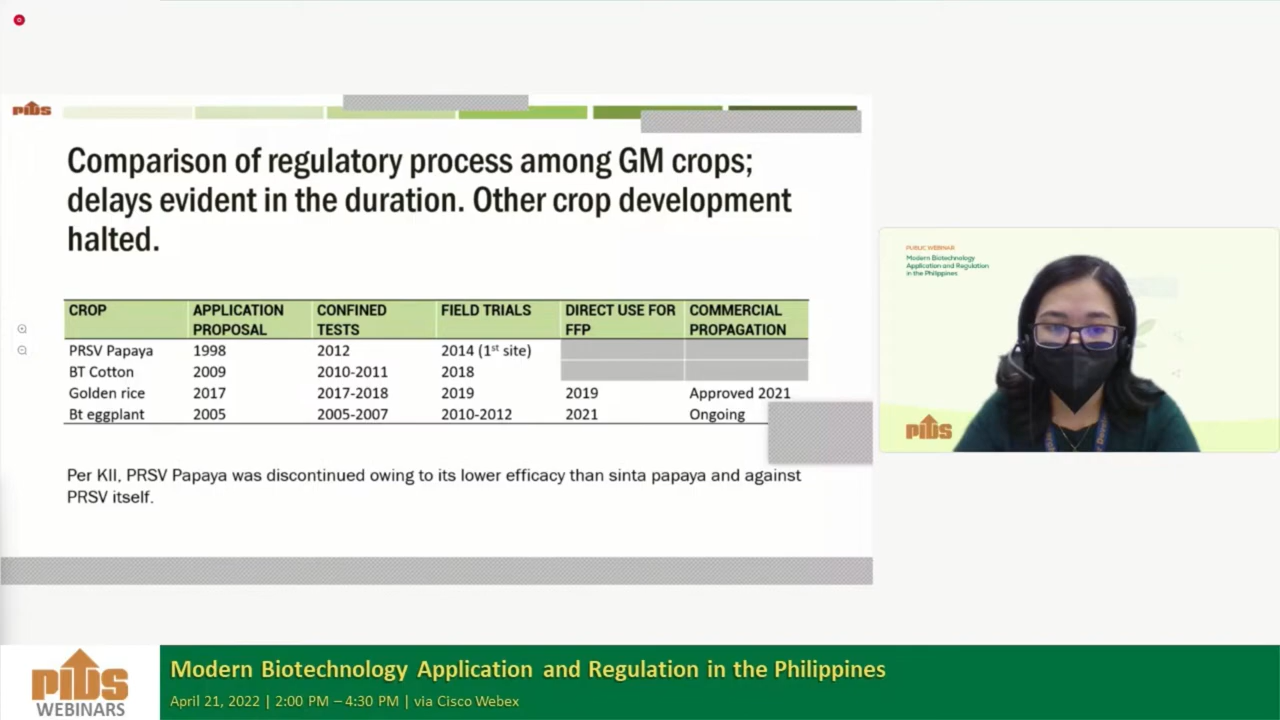 PIDS
Comparison of regulatory process among GM crops;
delays evident in the duration. Other crop development
halted.
CROP APPLICATION PROPOSAL CONFINED TESTS FIELD TRIALS DIRECT USE FOR FFP COMMERCIAL PROPAGATION
PRSV Papaya 1998 2012 2014 (1st site)
BT Cotton 2009 2010-2011 2018
Golden rice 2017 2017-2018 2019 2019 Approved 2021
Bt eggplant 2005 2005-2007 2010-2012 2021 Ongoing
Per KII, PRSV Papaya was discontinued owing to its lower efficacy than sinta papaya and against
PRSV itself.
PUBLIC WEBINAR
Modern Biotechnology
Application and Regulation
in the Philippines
PIDS
PIDS
WEBINARS
Modern Biotechnology Application and Regulation in the Philippines
April 21, 2022 | 2:00 PM – 4:30 PM | via Cisco Webex